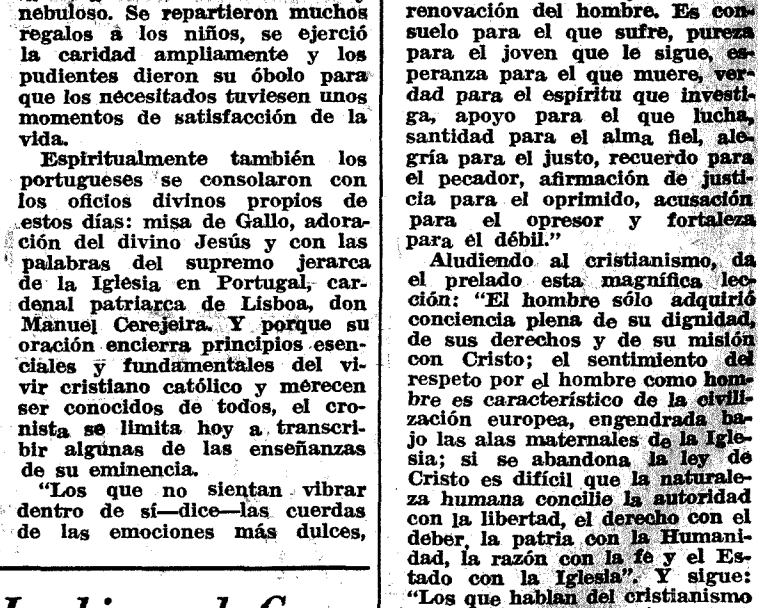 nebuloso. Se repartieron muchos
regalos a los niños, se ejerció
la caridad ampliamente y los
pudientes dieron su óbolo para
que los necesitados tuviesen unos
momentos de satisfacción de la
vida.
Espiritualmente también los
portugueses se consolaron con
los oficios divinos propios de
estos días: misa de Gallo, adora-
ción del divino Jesús y con las
palabras del supremo jerarca
de la Iglesia en Portugal, car-
denal patriarca de Lisboa, don
Manuel Cerejeira. Y porque su
oración encierra principios esen-
ciales y fundamentales del vi-
vir cristiano católico y merecen
ser conocidos de todos, el cro-
nista se limita hoy a transcri-
bir algunas de las enseñanzas
de su eminencia.
“Los que no sientan vibrar
dentro de sí—dice—las cuerdas
de las emociones más dulces,
renovación del hombre. Es con-
suelo para el que sufre, pureza
para el joven que le sigue, es-
peranza para el que muere, ver-
dad para el espíritu que investi-
ga, apoyo para el que lucha,
santidad para el alma fiel, ale-
gría para el justo, recuerdo para
el pecador, afirmación de justi-
cia para el oprimido, acusación
para el opresor y fortaleza
para el débil.”
Aludiendo al cristianismo, da
el prelado esta magnífica lec-
ción: “El hombre sólo adquirió
conciencia plena de su dignidad,
de sus derechos y de su misión
con Cristo; el sentimiento del
respeto por el hombre como hom-
bre es característico de la civili-
zación europea, engendrada ba-
jo las alas maternales de la Igle-
sia; si se abandona la ley de
Cristo es difícil que la naturale-
za humana concilie la autoridad
con la libertad, el derecho con el
deber, la patria con la Humani-
dad, la razón con la fe y el Es-
tado con la Iglesia”. Y sigue:
“Los que hablan del cristianismo